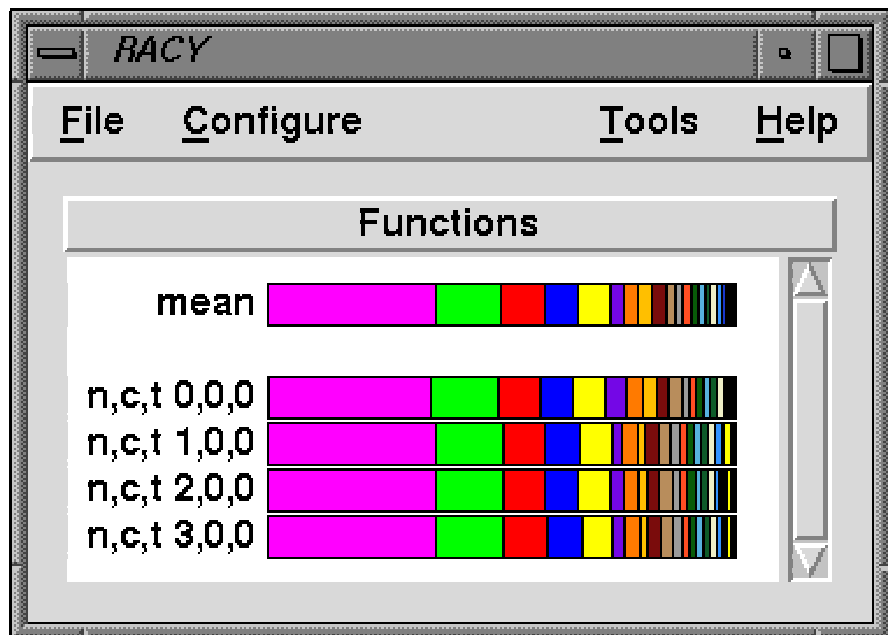 RACY
File Configure Tools Help
Functions
mean
n,c,t 0,0,0
n,c,t 1,0,0
n,c,t 2,0,0
n,c,t 3,0,0